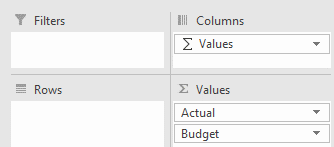 Filters
Columns
Σ Values
Rows
Σ Values
Actual
Budget